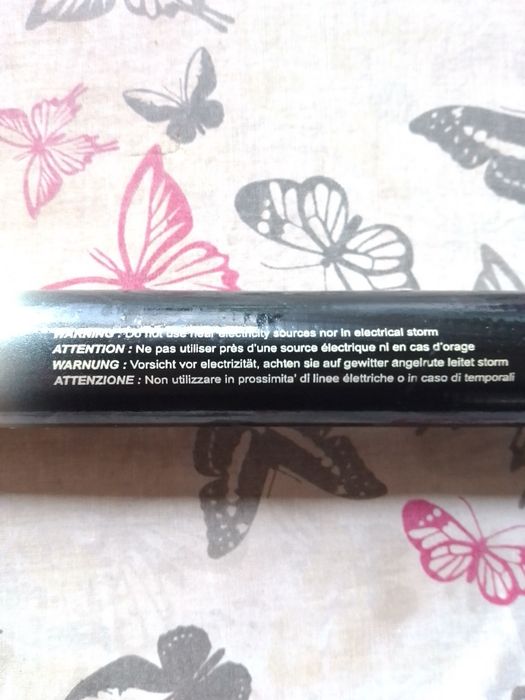 WARNING : Do not use near electricity sources nor in electrical storm
ATTENTION : Ne pas utiliser près d'une source électrique ni en cas d'orage
WARNUNG : Vorsicht vor electrizität, achten sie auf gewitter angelrute leitet storm
ATTENZIONE : Non utilizzare in prossimita' di linee élettriche o in caso di temporali